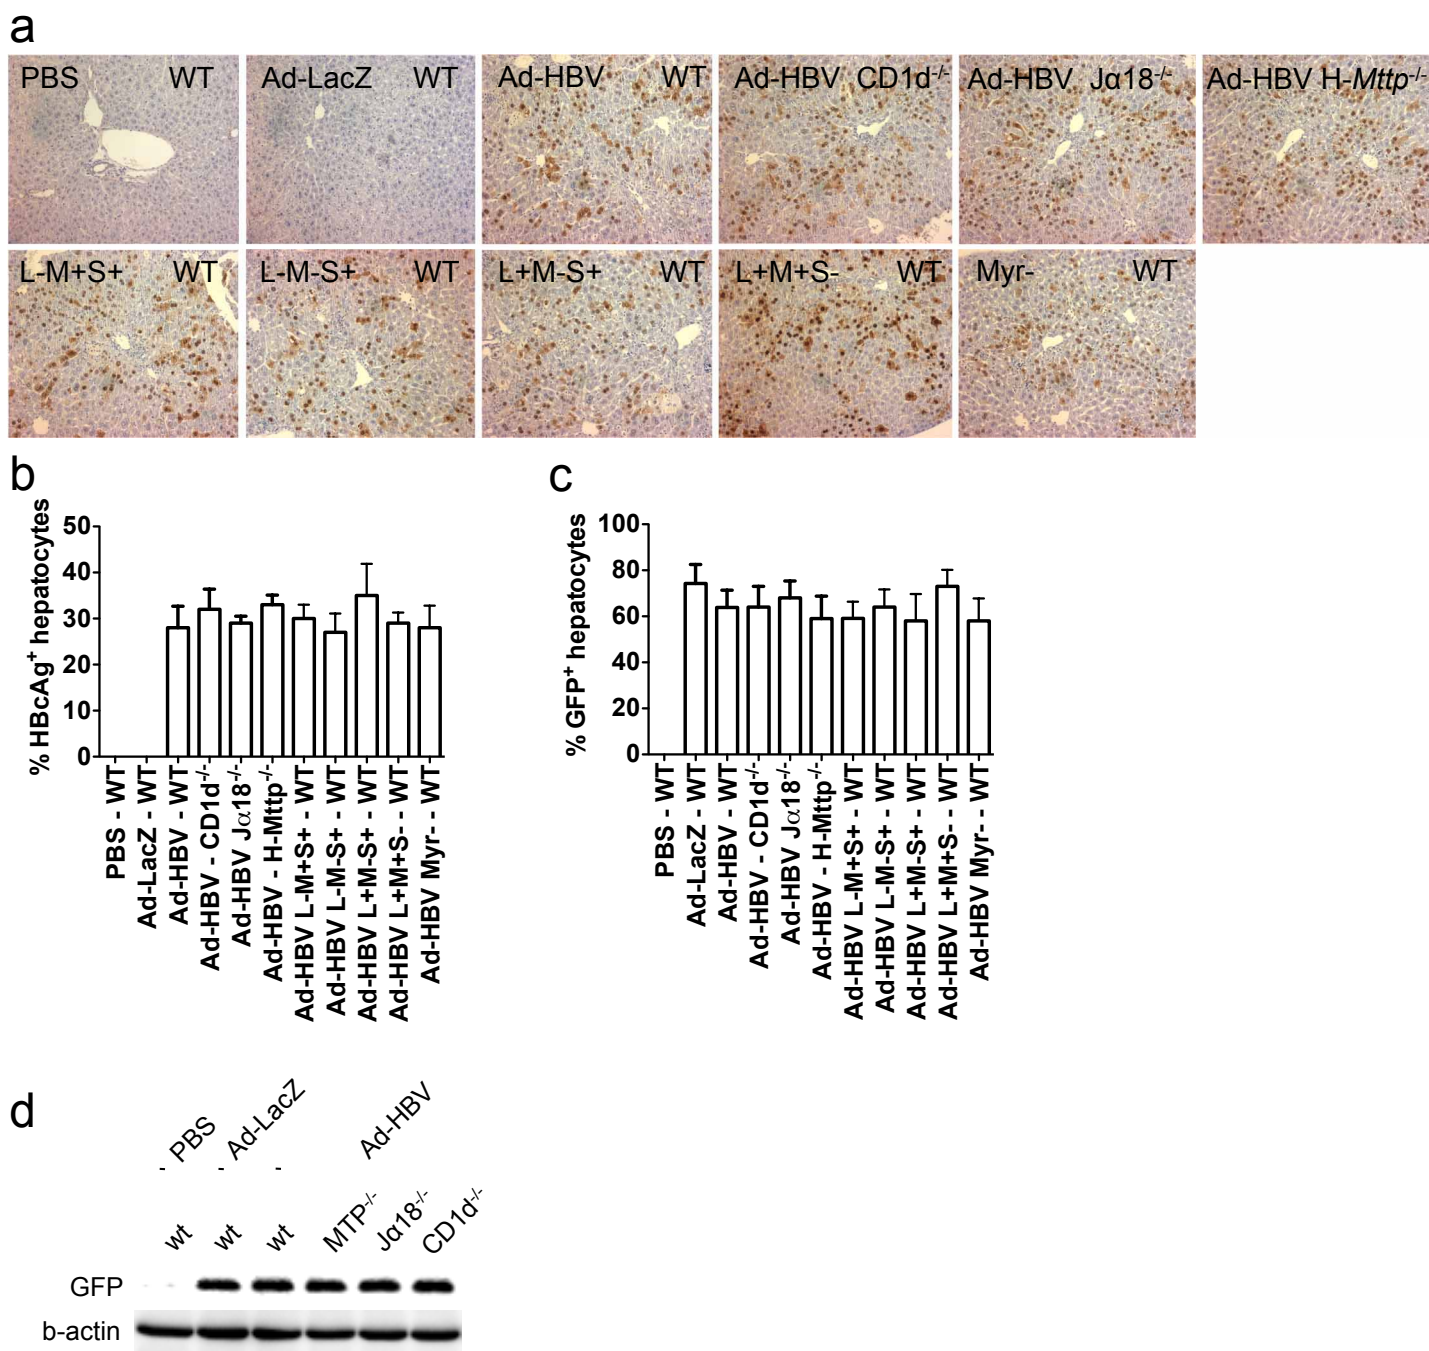 a
PBS WT
Ad-LacZ WT
Ad-HBV WT
Ad-HBV CD1d-/-
Ad-HBV Jα18-/-
Ad-HBV H-Mttp-/-
L-M+S+ WT
L-M-S+ WT
L+M-S+ WT
L+M+S- WT
Myr- WT
b
% HBcAg+ hepatocytes
50
40
30
20
10
0
PBS - WT
Ad-LacZ - WT
Ad-HBV - WT
Ad-HBV - CD1d-/-
Ad-HBV Jα18-/-
Ad-HBV - H-Mttp-/-
Ad-HBV L-M+S+ - WT
Ad-HBV L-M-S+ - WT
Ad-HBV L+M-S+ - WT
Ad-HBV L+M+S- - WT
Ad-HBV Myr- - WT
c
% GFP+ hepatocytes
100
80
60
40
20
0
PBS - WT
Ad-LacZ - WT
Ad-HBV - WT
Ad-HBV - CD1d-/-
Ad-HBV Jα18-/-
Ad-HBV - H-Mttp-/-
Ad-HBV L-M+S+ - WT
Ad-HBV L-M-S+ - WT
Ad-HBV L+M-S+ - WT
Ad-HBV L+M+S- - WT
Ad-HBV Myr- - WT
d
PBS
Ad-LacZ
Ad-HBV
- - -
wt
wt
wt
MTP-/-
Jα18-/-
CD1d-/-
GFP
b-actin